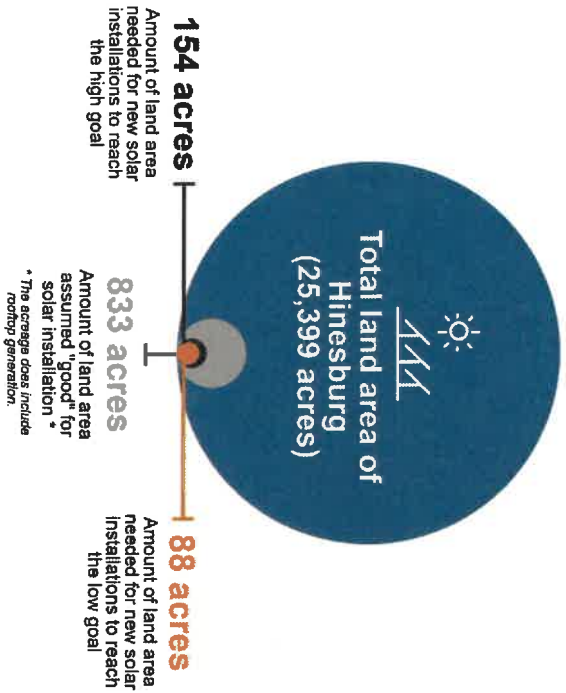 Total land area of
Hinesburg
(25,399 acres)
154 acres
Amount of land area
needed for new solar
installations to reach
the high goal
833 acres
Amount of land area
assumed "good" for
solar installation *
* The acreage does include
rooftop generation.
88 acres
Amount of land area
needed for new solar
installations to reach
the low goal